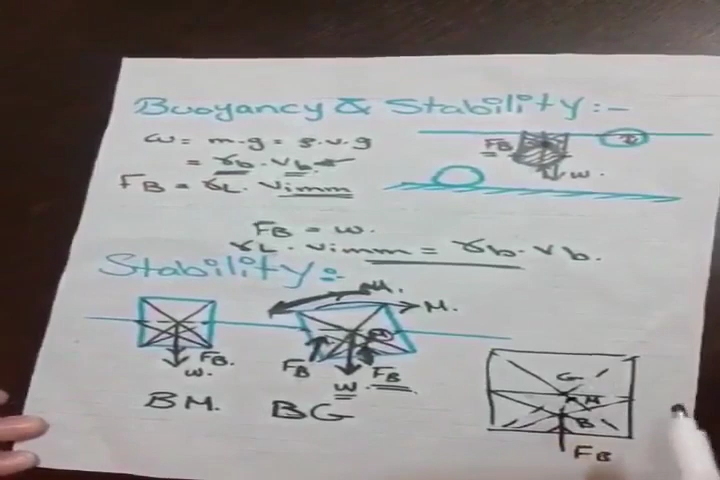 Buoyancy & Stability:-
w = m.g = ρ.v.g
= γb.vb
FB = γL.vimm
FB
w.
FB = w.
γL.vimm = γb.vb.
Stability:-
M.
M.
FB.
w.
FB
w
FB
BM.
BG
G
M
B
FB